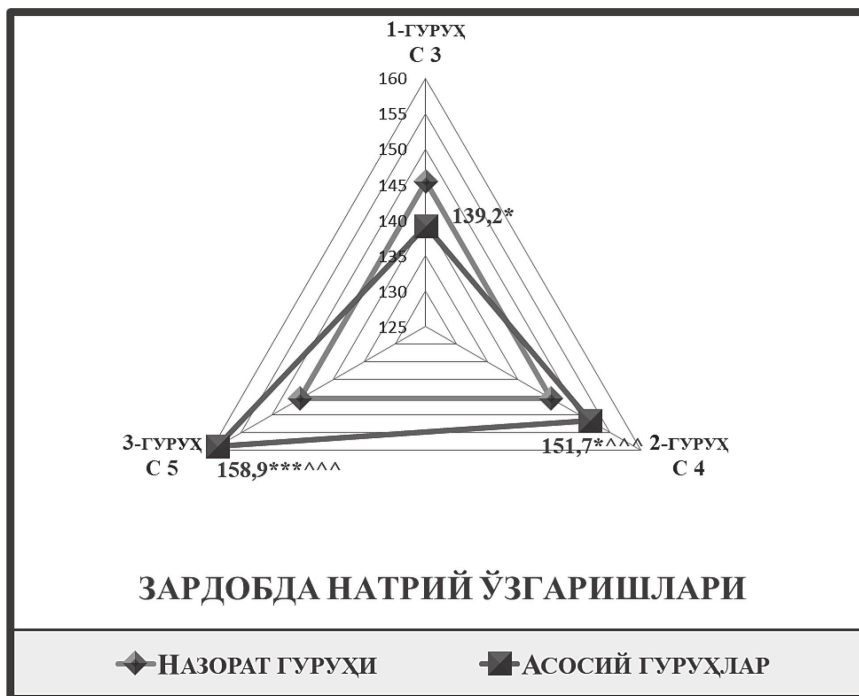 1-ГУРУҲ
С 3
160
155
150
145
140
139,2*
135
130
125
3-ГУРУҲ
С 5
158,9***^^^
151,7*^^^
2-ГУРУҲ
С 4
ЗАРДОБДА НАТРИЙ ЎЗГАРИШЛАРИ
НАЗОРАТ ГУРУҲИ
АСОСИЙ ГУРУҲЛАР